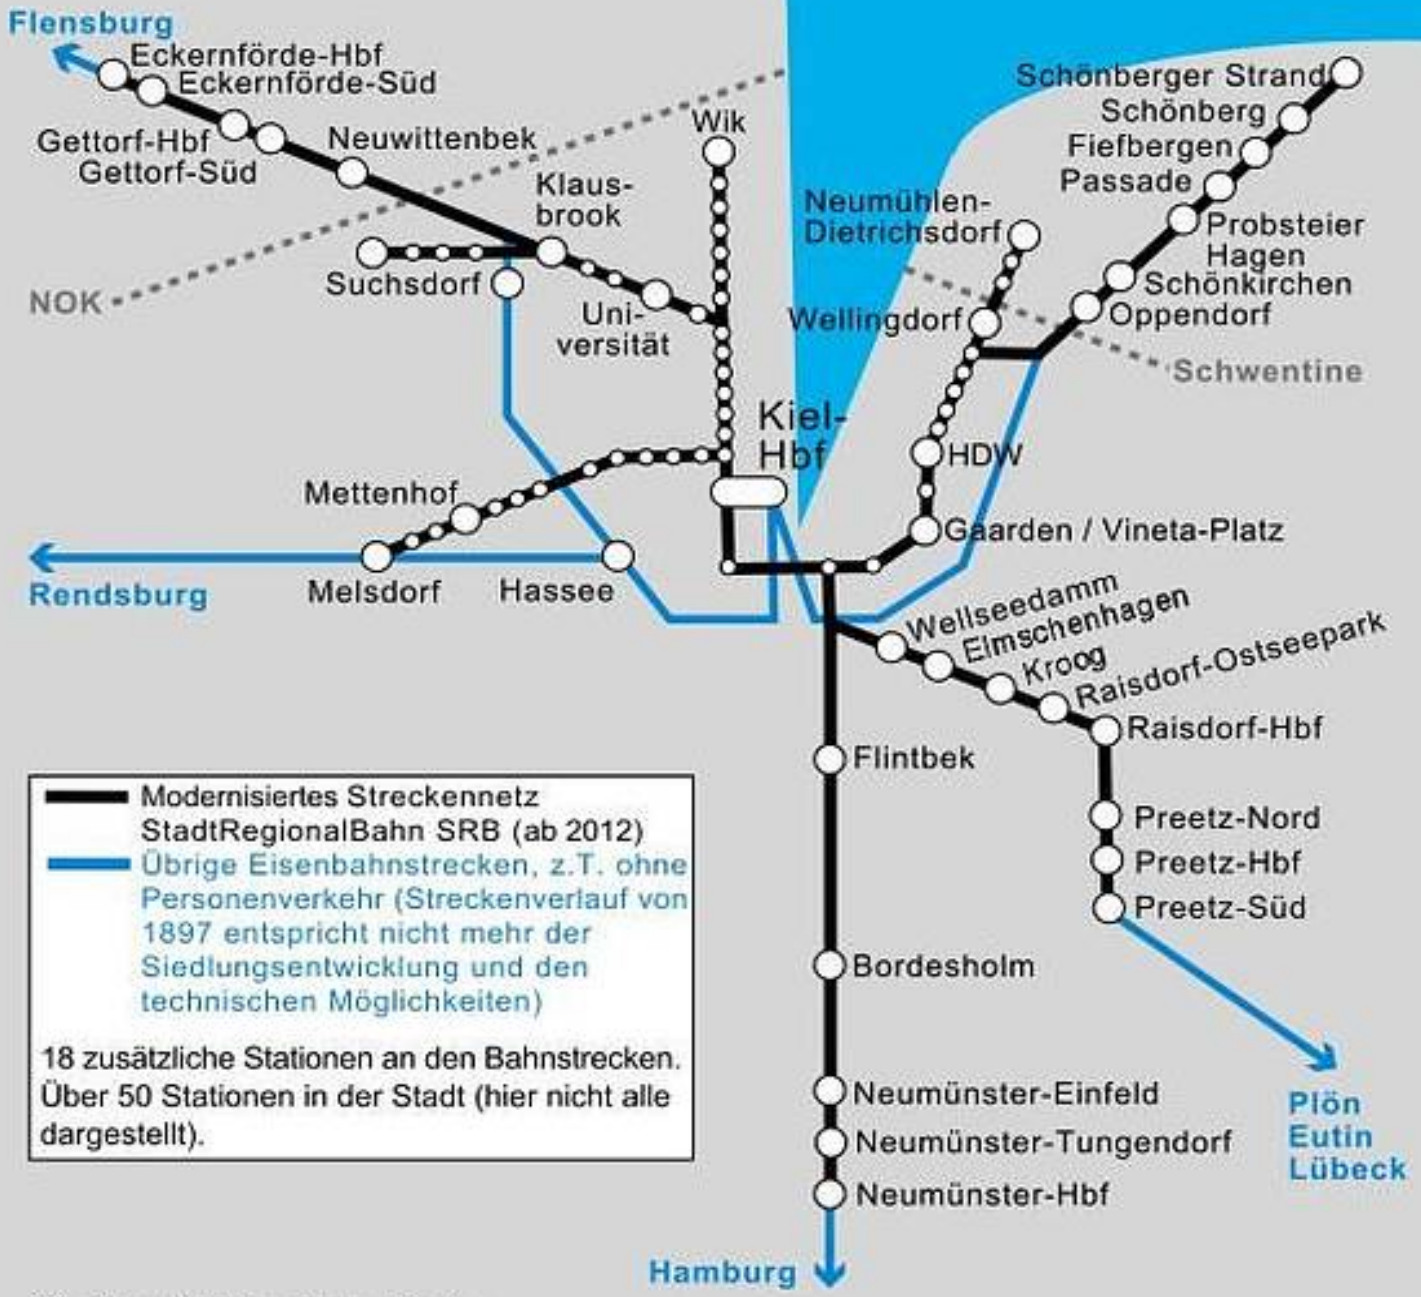 Flensburg
Eckernförde-Hbf
Eckernförde-Süd
Gettorf-Hbf
Gettorf-Süd
Neuwittenbek
Klaus-
brook
Suchsdorf
Uni-
versität
NOK
Wik
Kiel-
Hbf
Mettenhof
Melsdorf
Hassee
Rendsburg
Schönberger Strand
Schönberg
Fiefbergen
Passade
Probsteier
Hagen
Schönkirchen
Oppendorf
Neumühlen-
Dietrichsdorf
Wellingdorf
Schwentine
HDW
Gaarden / Vineta-Platz
Wellseedamm
Elmschenhagen
Kroog
Raisdorf-Ostseepark
Raisdorf-Hbf
Preetz-Nord
Preetz-Hbf
Preetz-Süd
Plön
Eutin
Lübeck
Flintbek
Bordesholm
Neumünster-Einfeld
Neumünster-Tungendorf
Neumünster-Hbf
Hamburg
Modernisiertes Streckennetz
StadtRegionalBahn SRB (ab 2012)
Übrige Eisenbahnstrecken, z.T. ohne
Personenverkehr (Streckenverlauf von
1897 entspricht nicht mehr der
Siedlungsentwicklung und den
technischen Möglichkeiten)
18 zusätzliche Stationen an den Bahnstrecken.
Über 50 Stationen in der Stadt (hier nicht alle
dargestellt).